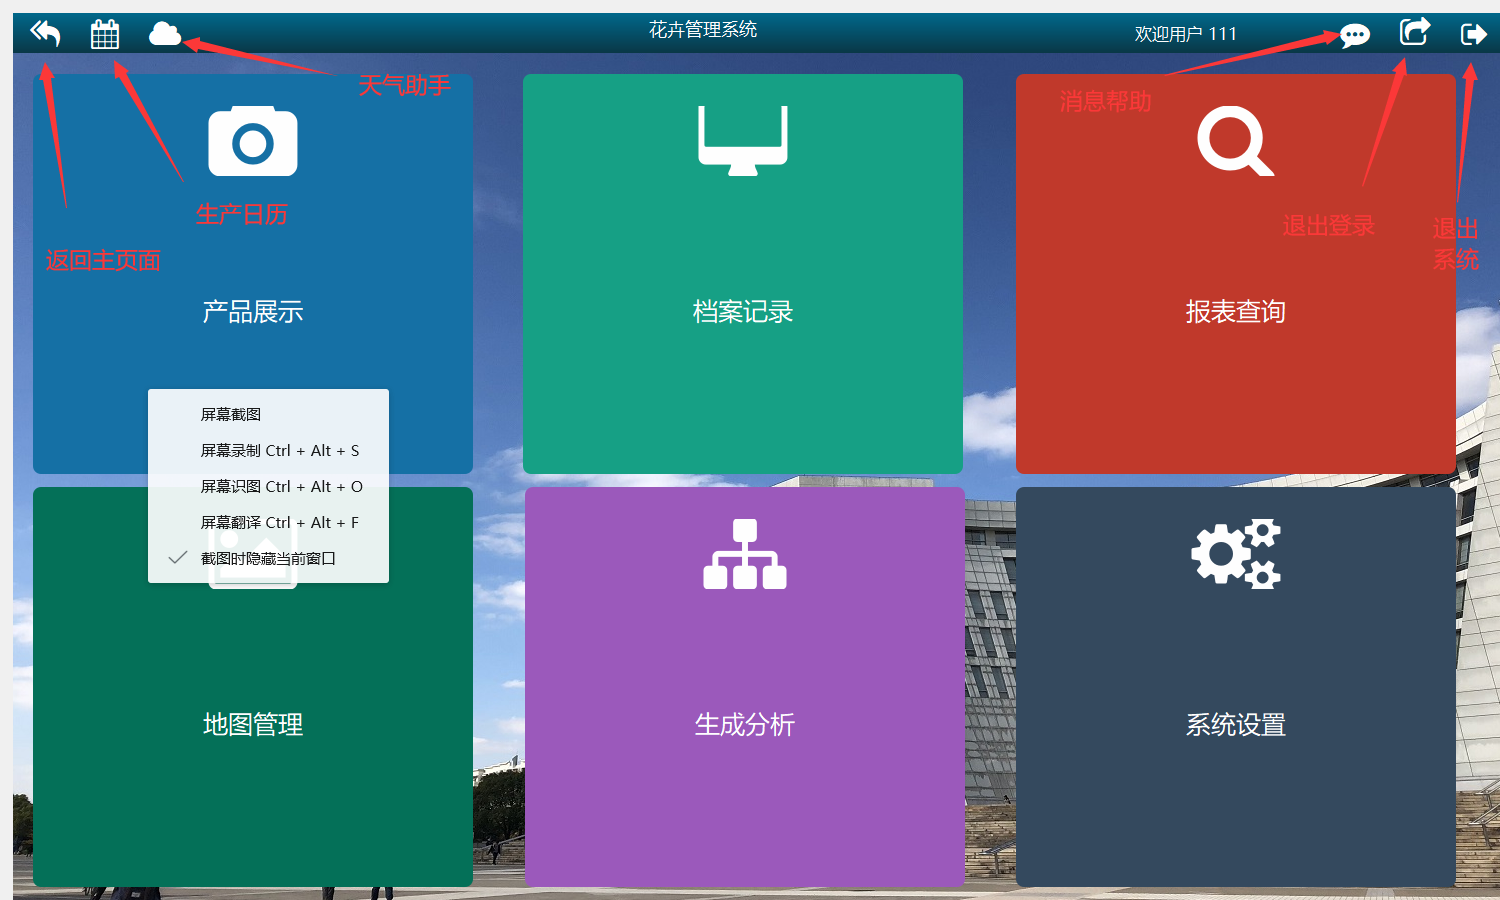 花卉管理系统
欢迎用户 111
天气助手
消息帮助
生产日历
返回主页面
退出登录
退出
系统
产品展示
档案记录
报表查询
屏幕截图
屏幕录制 Ctrl + Alt + S
屏幕识图 Ctrl + Alt + O
屏幕翻译 Ctrl + Alt + F
截图时隐藏当前窗口
地图管理
生成分析
系统设置